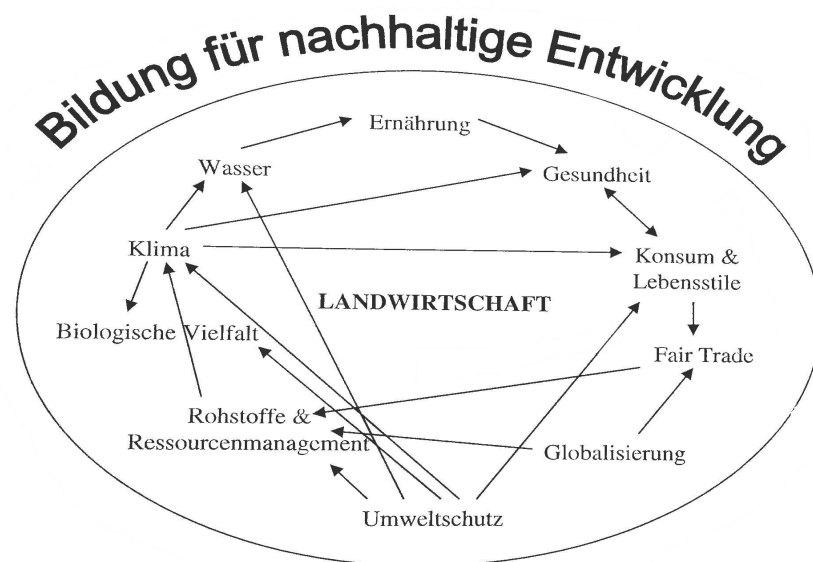 Bildung für nachhaltige Entwicklung
Ernährung
Wasser
Gesundheit
Klima
Konsum &
Lebensstile
LANDWIRTSCHAFT
Biologische Vielfalt
Fair Trade
Rohstoffe &
Ressourcenmanagement
Globalisierung
Umweltschutz